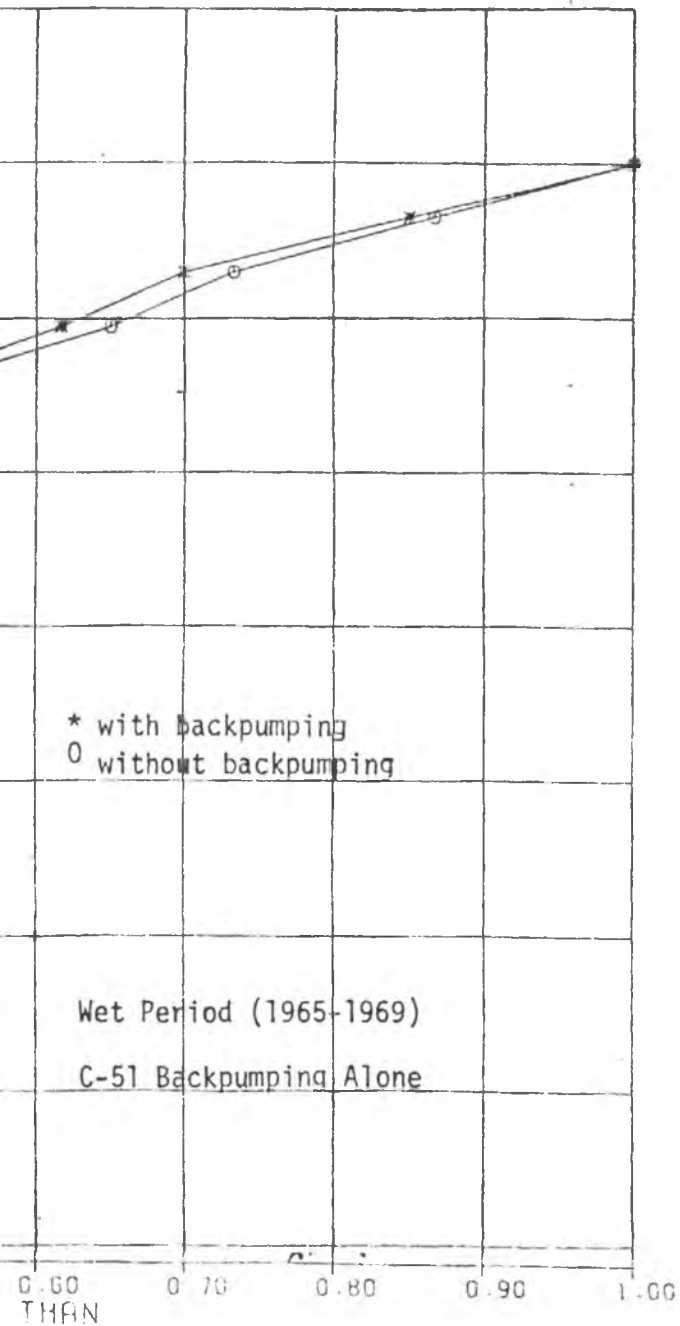 * with backpumping
O without backpumping
Wet Period (1965-1969)
C-51 Backpumping Alone
0.60 0.70 0.80 0.90 1.00
THAN